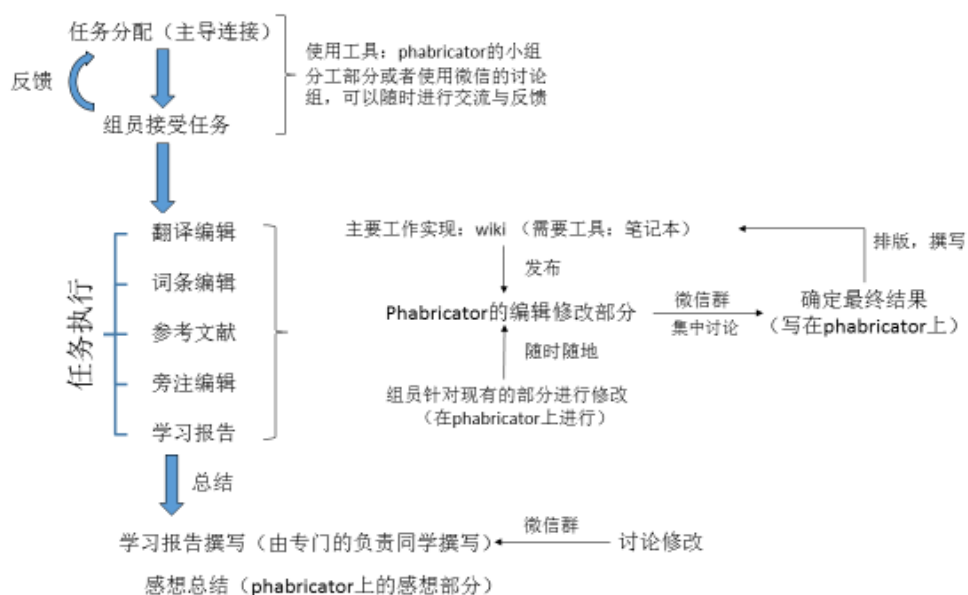 任务分配（主导连接）
反馈
组员接受任务
使用工具：phabricator的小组
分工部分或者使用微信的讨论
组，可以随时进行交流与反馈
任务执行
翻译编辑
词条编辑
参考文献
旁注编辑
学习报告
主要工作实现：wiki （需要工具：笔记本）
发布
Phabricator的编辑修改部分
随时随地
组员针对现有的部分进行修改
（在phabricator上进行）
微信群
集中讨论
确定最终结果
（写在phabricator上）
排版，撰写
总结
学习报告撰写（由专门的负责同学撰写）
微信群
讨论修改
感想总结（phabricator上的感想部分）